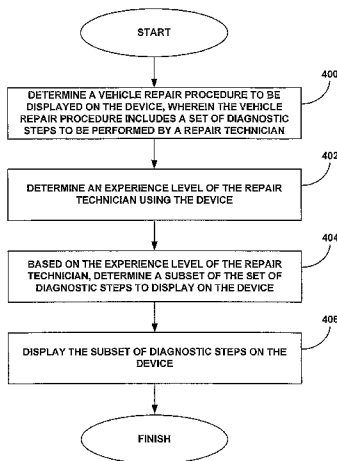 START
400
DETERMINE A VEHICLE REPAIR PROCEDURE TO BE
DISPLAYED ON THE DEVICE, WHEREIN THE VEHICLE
REPAIR PROCEDURE INCLUDES A SET OF DIAGNOSTIC
STEPS TO BE PERFORMED BY A REPAIR TECHNICIAN
402
DETERMINE AN EXPERIENCE LEVEL OF THE REPAIR
TECHNICIAN USING THE DEVICE
404
BASED ON THE EXPERIENCE LEVEL OF THE REPAIR
TECHNICIAN, DETERMINE A SUBSET OF THE SET OF
DIAGNOSTIC STEPS TO DISPLAY ON THE DEVICE
406
DISPLAY THE SUBSET OF DIAGNOSTIC STEPS ON THE
DEVICE
FINISH